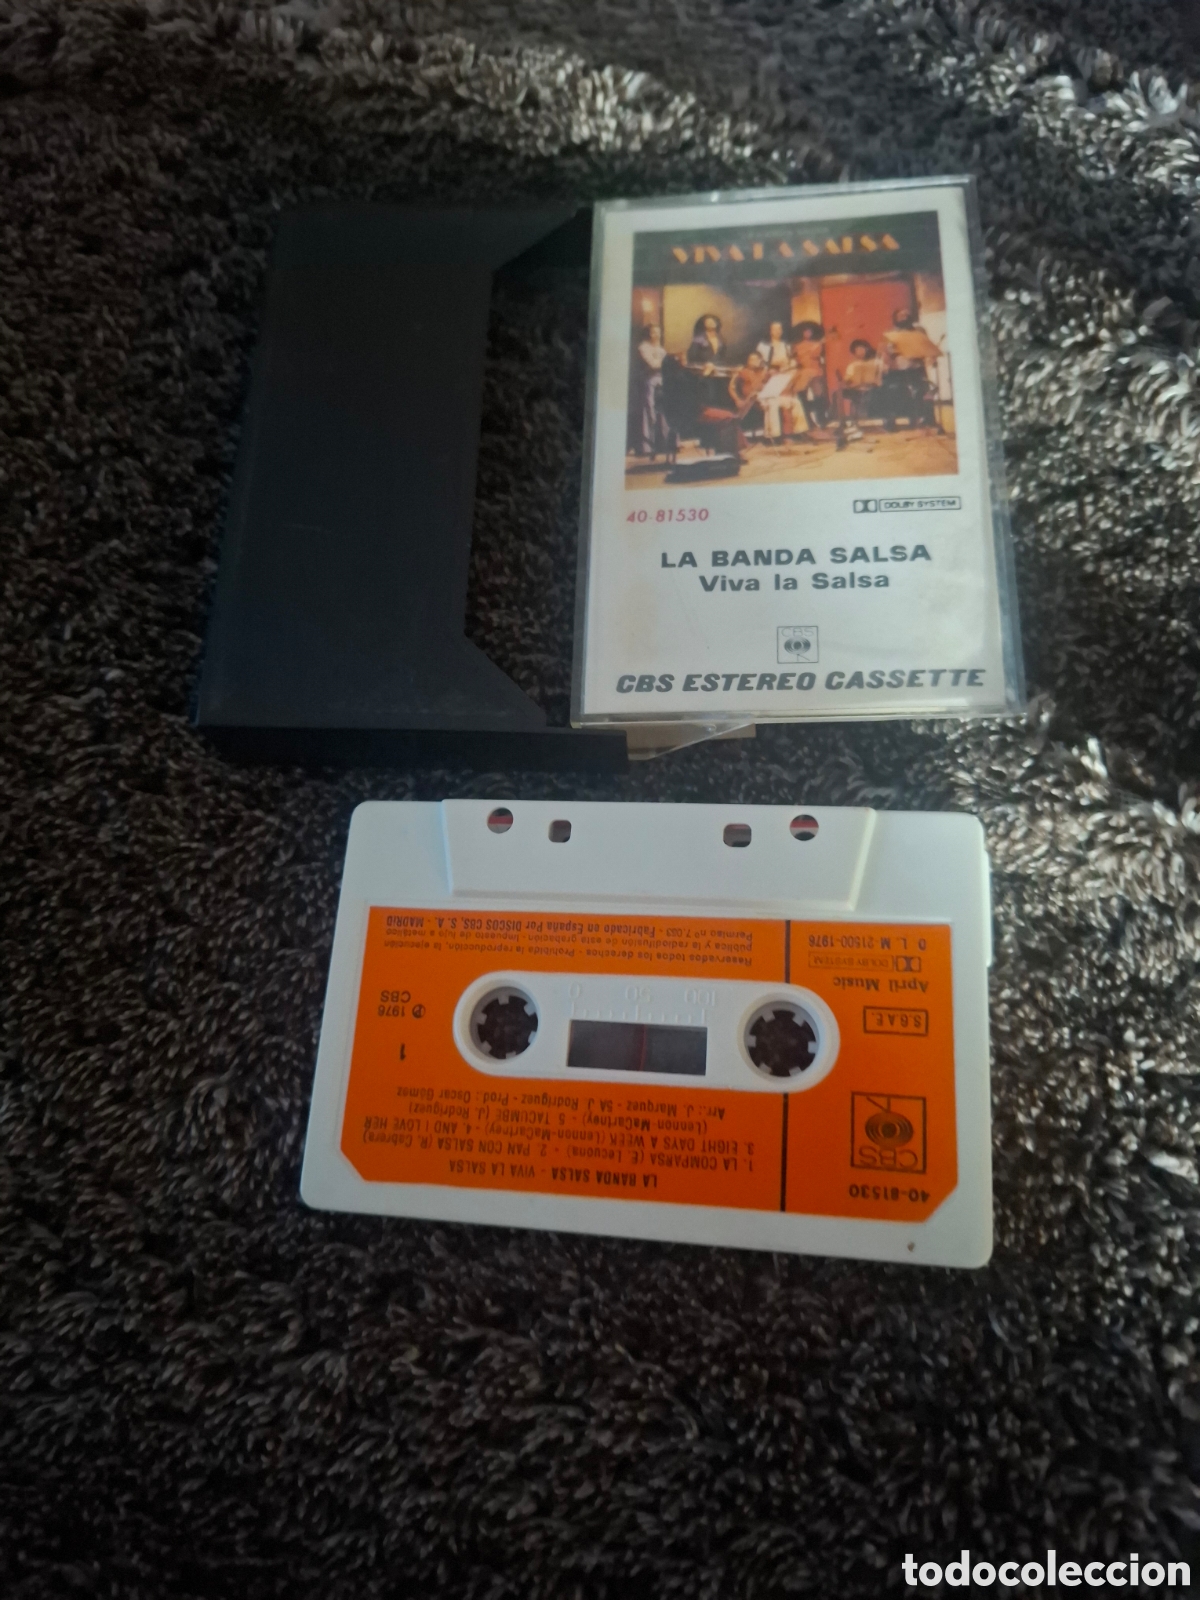 VIVA LA SALSA
40-81530
DOLBY SYSTEM
LA BANDA SALSA
Viva la Salsa
CBS
CBS ESTEREO CASSETTE
40-81530
CBS
LA BANDA SALSA - VIVA LA SALSA
1. LA COMPARSA (E. Lecuona) - 2. PAN CON SALSA (R. Cabrera)
3. EIGHT DAYS A WEEK (Lennon-MaCartney) - 4. AND I LOVE HER
(Lennon-MaCartney) - 5. TACUMBE (J. Rodriguez)
Arr.: J. Marquez - 5A J. Rodriguez - Prod.: Oscar Gómez
1
S.G.A.E.
℗ 1976
CBS
100 50 0
April Music
DOLBY SYSTEM
D. L. M 21500-1976
Reservados todos los derechos - Prohibida la reproducción, la ejecución
pública y la radiodifusión de esta grabación. Impuesto de lujo a metálico
Permiso nº 7.053 - Fabricado en España Por DISCOS CBS, S. A. - MADRID
todocoleccion